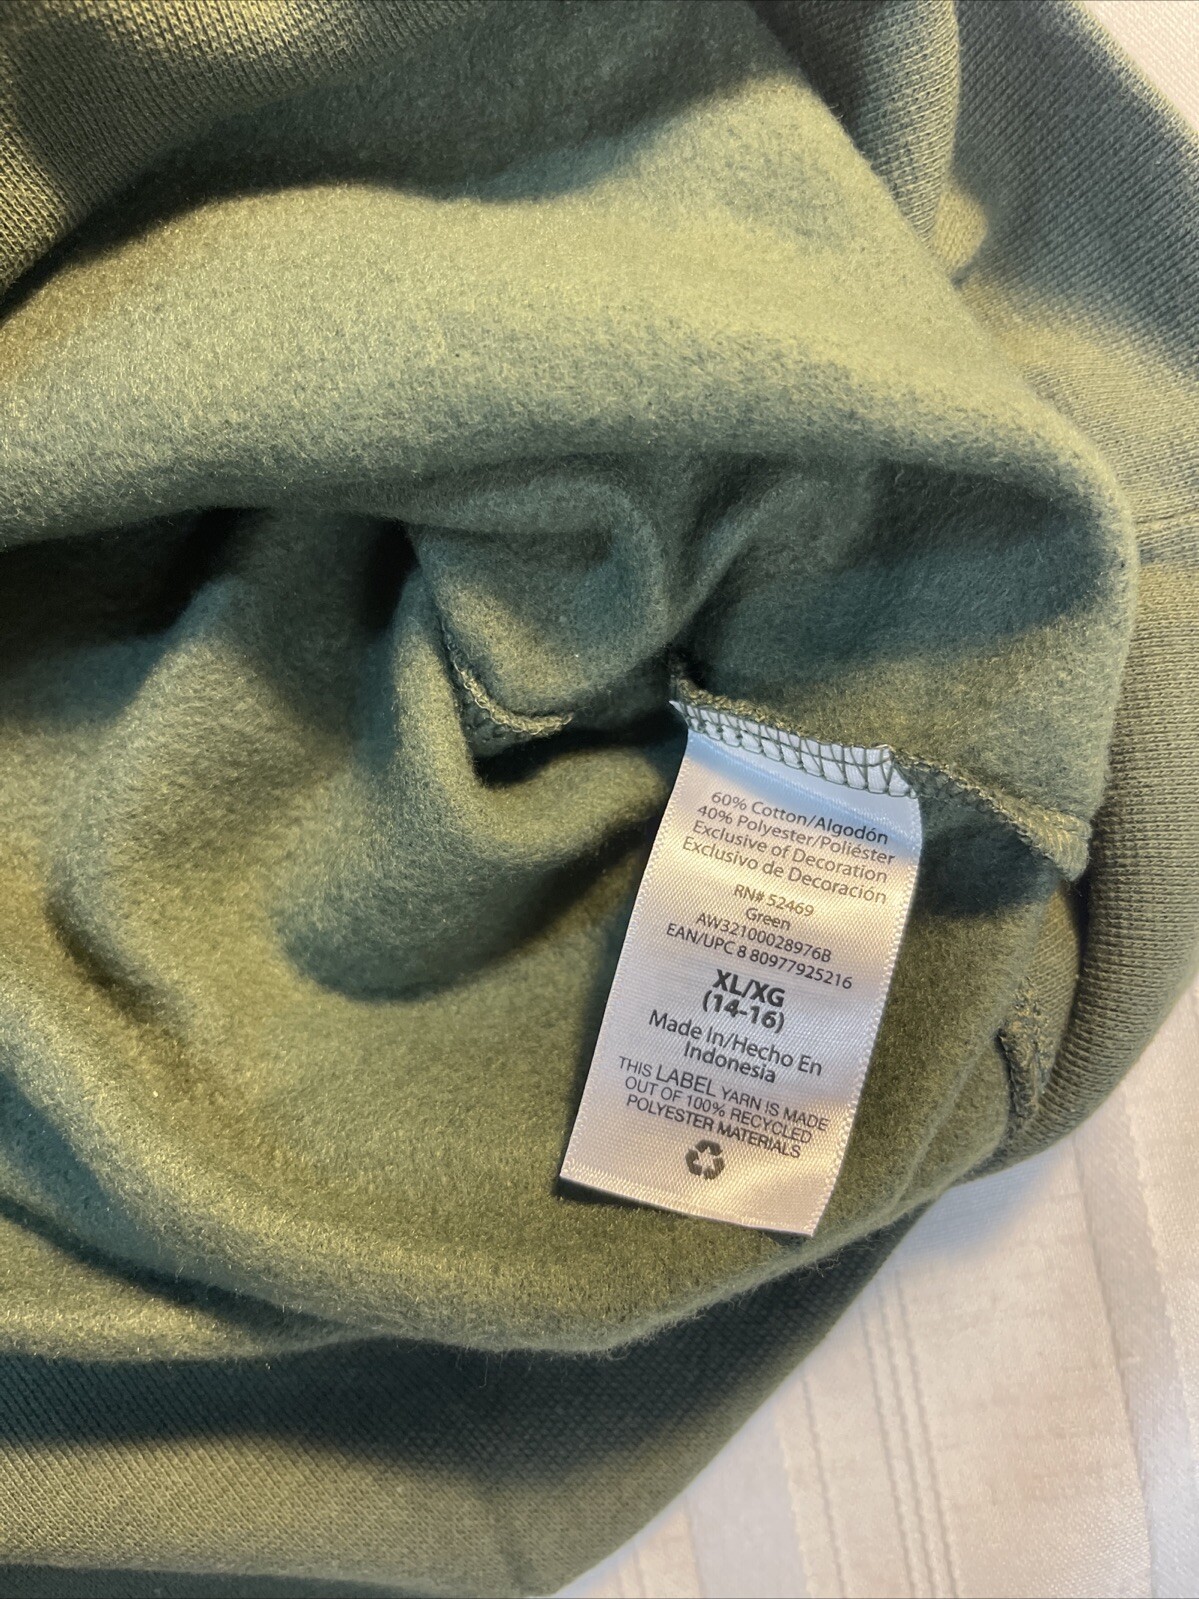 60% Cotton/Algodón
40% Polyester/Poliéster
Exclusive of Decoration
Exclusivo de Decoración
RN# 52469
Green
AW32100028976B
EAN/UPC 8 80977925216
XL/XG
(14-16)
Made In/Hecho En
Indonesia
THIS LABEL YARN IS MADE
OUT OF 100% RECYCLED
POLYESTER MATERIALS